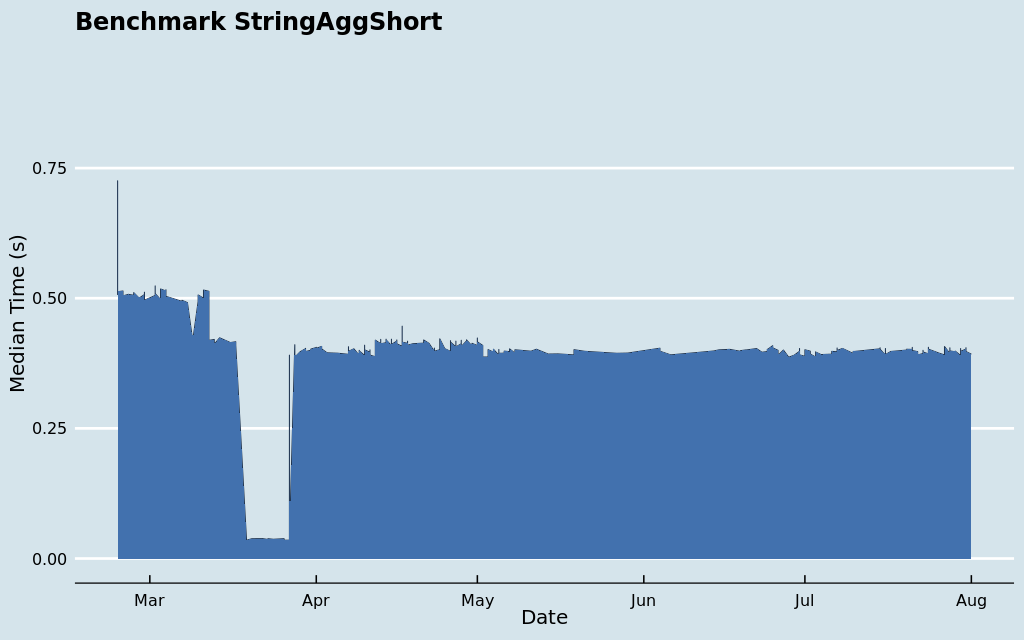 Benchmark StringAggShort
Median Time (s)
0.75
0.50
0.25
0.00
Mar Apr May Jun Jul Aug
Date